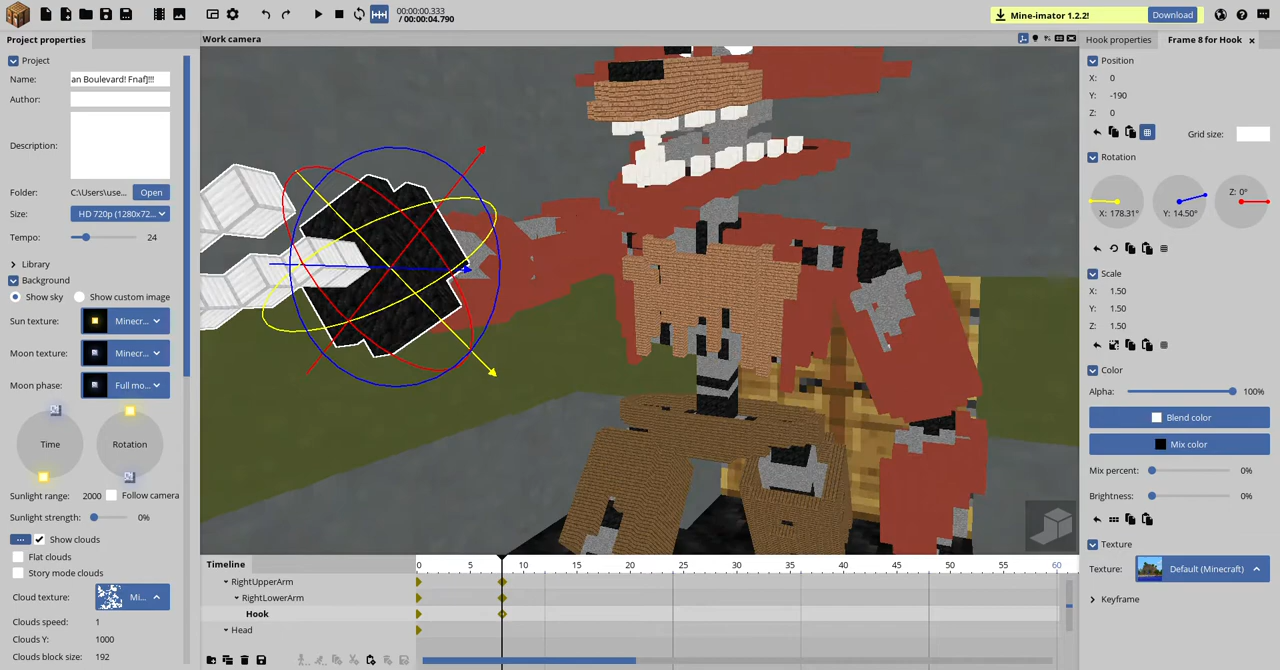 00:00:00.333
/ 00:00:04.790
Mine-imator 1.2.2!
Download
Project properties
Project
Name:
an Boulevard! Fnaf]!!!
Author:
Description:
Folder:
C:\Users\use...
Open
Size:
HD 720p (1280x72...
Tempo:
24
Library
Background
Show sky
Show custom image
Sun texture:
Minecr...
Moon texture:
Minecr...
Moon phase:
Full mo...
Time
Rotation
Sunlight range:
2000
Follow camera
Sunlight strength:
0%
...
Show clouds
Flat clouds
Story mode clouds
Cloud texture:
Mi...
Clouds speed:
1
Clouds Y:
1000
Clouds block size:
192
Work camera
Timeline
0
5
10
15
20
25
30
35
40
45
50
55
60
RightUpperArm
RightLowerArm
Hook
Head
Hook properties
Frame 8 for Hook
Position
X:
0
Y:
-190
Z:
0
Grid size:
Rotation
X: 178.31°
Y: 14.50°
Z: 0°
Scale
X:
1.50
Y:
1.50
Z:
1.50
Color
Alpha:
100%
Blend color
Mix color
Mix percent:
0%
Brightness:
0%
Texture
Texture:
Default (Minecraft)
Keyframe